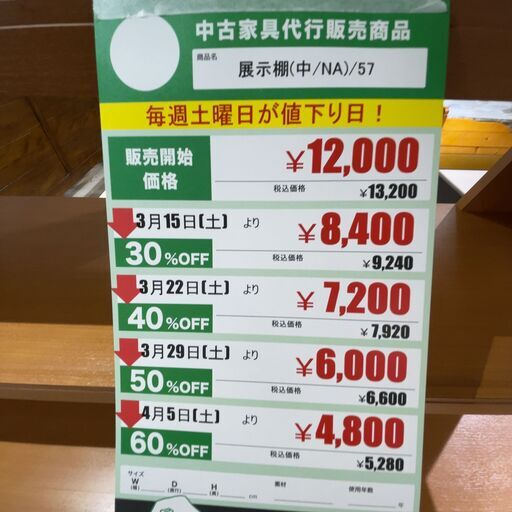 中古家具代行販売商品
商品名
展示棚(中/NA)/57
毎週土曜日が値下り日！
販売開始
価格
￥12,000
税込価格 ￥13,200
3月15日(土) より
30%OFF
￥8,400
税込価格 ￥9,240
3月22日(土) より
40%OFF
￥7,200
税込価格 ￥7,920
3月29日(土) より
50%OFF
￥6,000
税込価格 ￥6,600
4月5日(土) より
60%OFF
￥4,800
税込価格 ￥5,280
サイズ 素材 使用年数
W(幅) D(奥行) H(高) cm 年